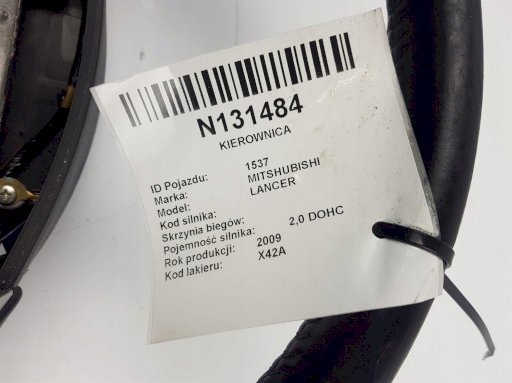 N131484
KIEROWNICA
ID Pojazdu: 1537
Marka: MITSHUBISHI
Model: LANCER
Kod silnika:
Skrzynia biegów:
Pojemność silnika: 2,0 DOHC
Rok produkcji: 2009
Kod lakieru: X42A